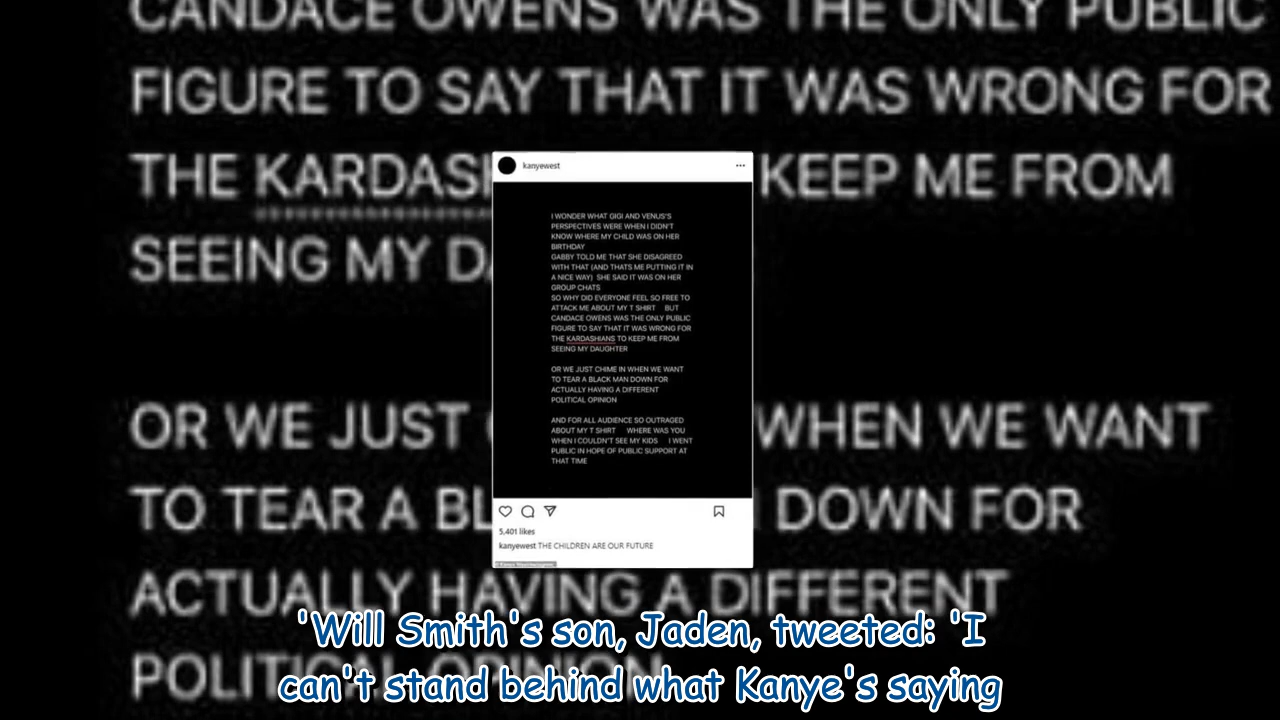 CANDACE OWENS WAS THE ONLY PUBLIC
FIGURE TO SAY THAT IT WAS WRONG FOR
THE KARDAS KEEP ME FROM
SEEING MY DA
OR WE JUST WHEN WE WANT
TO TEAR A BL DOWN FOR
ACTUALLY HAVING A DIFFERENT
POLITICAL OPINION
kanyewest
I WONDER WHAT GIGI AND VENUS'S
PERSPECTIVES WERE WHEN I DIDN'T
KNOW WHERE MY CHILD WAS ON HER
BIRTHDAY
GABBY TOLD ME THAT SHE DISAGREED
WITH THAT (AND THATS ME PUTTING IT IN
A NICE WAY) SHE SAID IT WAS ON HER
GROUP CHATS
SO WHY DID EVERYONE FEEL SO FREE TO
ATTACK ME ABOUT MY T SHIRT BUT
CANDACE OWENS WAS THE ONLY PUBLIC
FIGURE TO SAY THAT IT WAS WRONG FOR
THE KARDASHIANS TO KEEP ME FROM
SEEING MY DAUGHTER
OR WE JUST CHIME IN WHEN WE WANT
TO TEAR A BLACK MAN DOWN FOR
ACTUALLY HAVING A DIFFERENT
POLITICAL OPINION
AND FOR ALL AUDIENCE SO OUTRAGED
ABOUT MY T SHIRT WHERE WAS YOU
WHEN I COULDN'T SEE MY KIDS I WENT
PUBLIC IN HOPE OF PUBLIC SUPPORT AT
THAT TIME
5,401 likes
kanyewest THE CHILDREN ARE OUR FUTURE
'Will Smith's son, Jaden, tweeted: 'I
can't stand behind what Kanye's saying